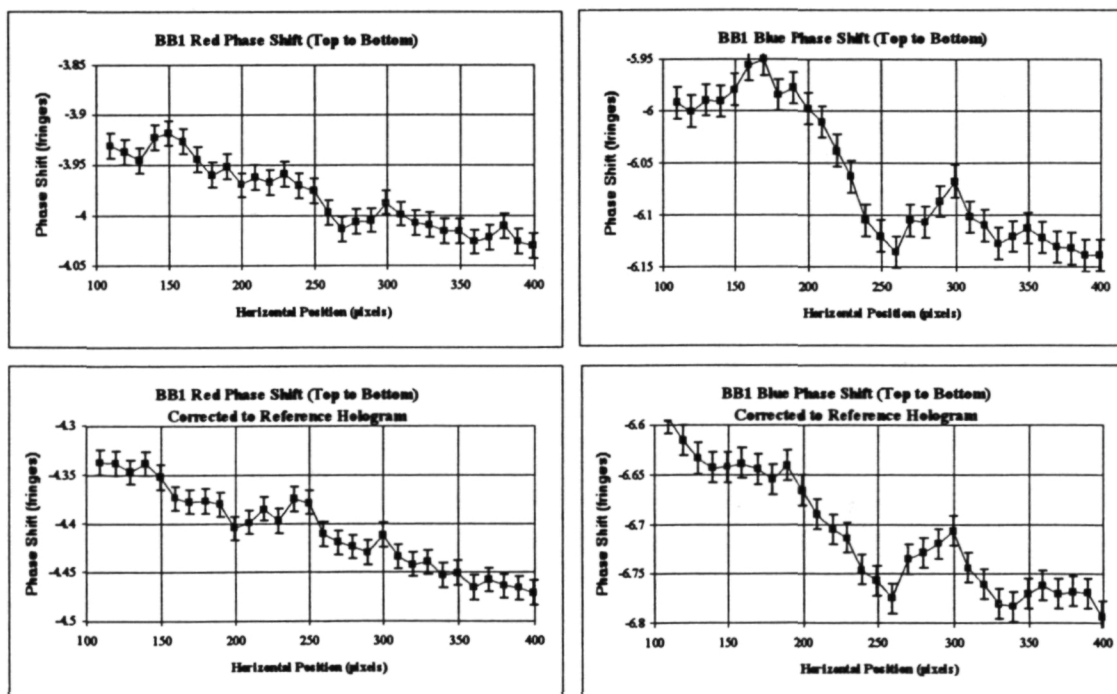 BB1 Red Phase Shift (Top to Bottom)
-3.85
-3.9
-3.95
-4
-4.05
Phase Shift (fringes)
100 150 200 250 300 350 400
Horizontal Position (pixels)
BB1 Blue Phase Shift (Top to Bottom)
-5.95
-6
-6.05
-6.1
-6.15
Phase Shift (fringes)
100 150 200 250 300 350 400
Horizontal Position (pixels)
BB1 Red Phase Shift (Top to Bottom)
Corrected to Reference Hologram
-4.3
-4.35
-4.4
-4.45
-4.5
Phase Shift (fringes)
100 150 200 250 300 350 400
Horizontal Position (pixels)
BB1 Blue Phase Shift (Top to Bottom)
Corrected to Reference Hologram
-6.6
-6.65
-6.7
-6.75
-6.8
Phase Shift (fringes)
100 150 200 250 300 350 400
Horizontal Position (pixels)